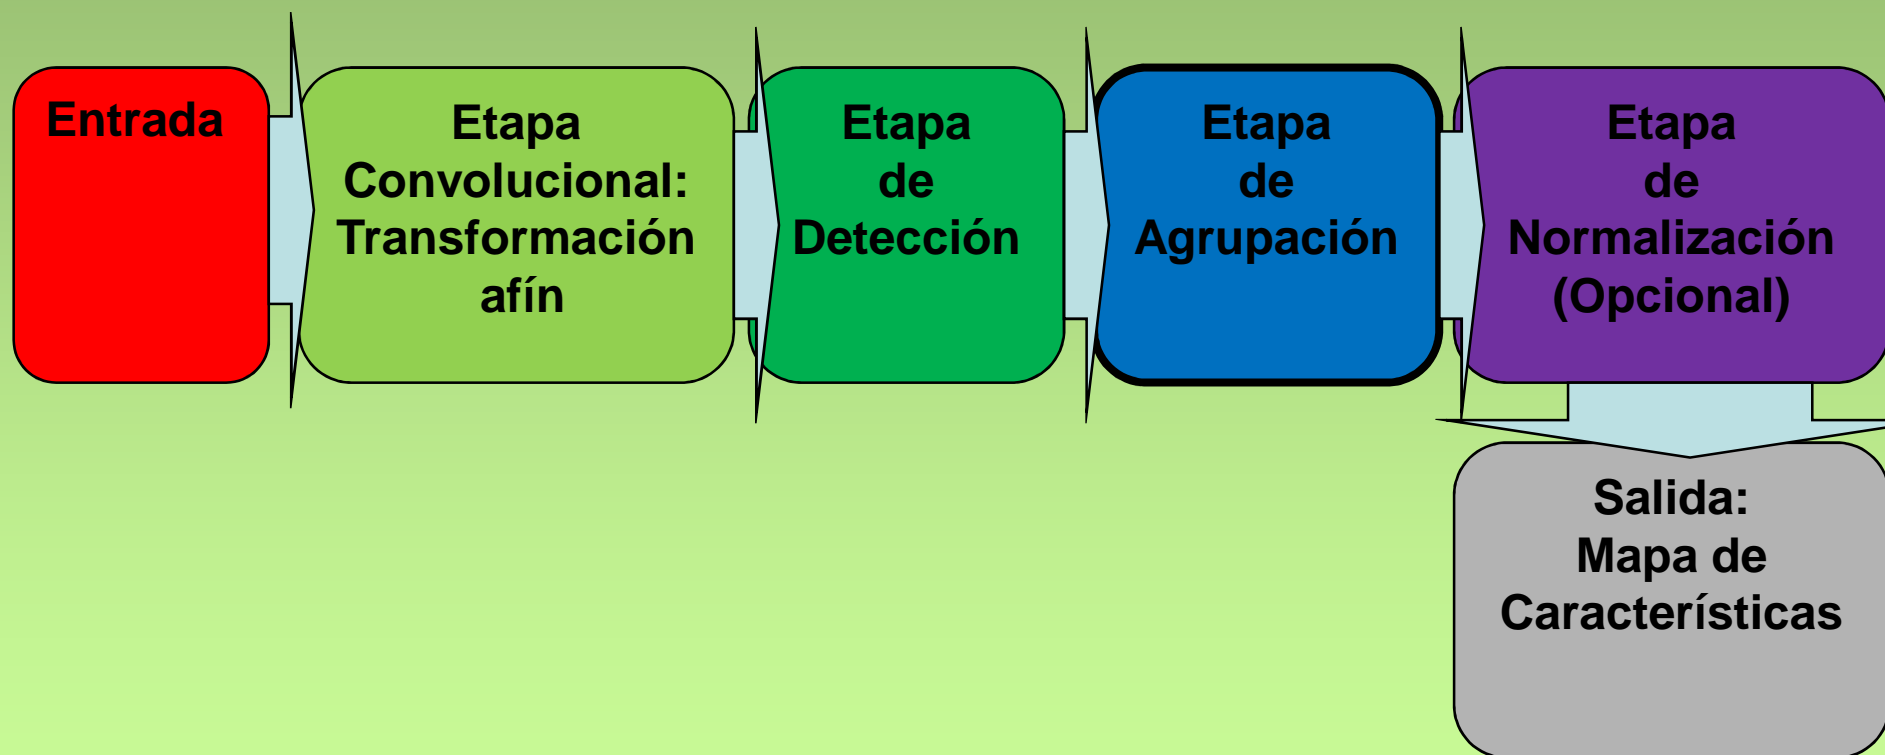 Entrada
Etapa
Convolucional:
Transformación
afín
Etapa
de
Detección
Etapa
de
Agrupación
Etapa
de
Normalización
(Opcional)
Salida:
Mapa de
Características